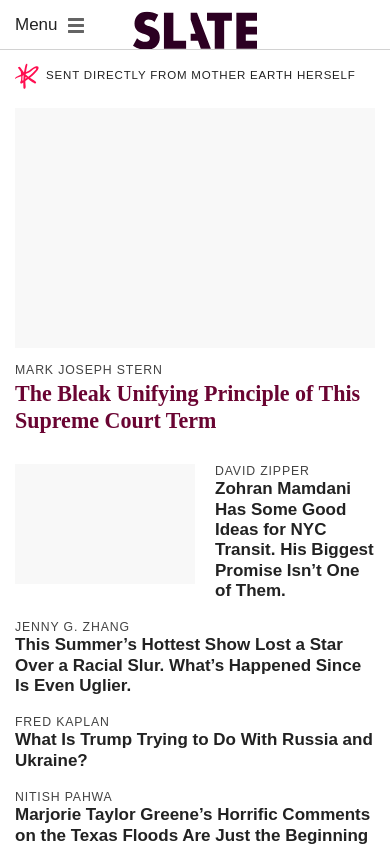 Menu
SLATE
SENT DIRECTLY FROM MOTHER EARTH HERSELF
MARK JOSEPH STERN
The Bleak Unifying Principle of This
Supreme Court Term
DAVID ZIPPER
Zohran Mamdani
Has Some Good
Ideas for NYC
Transit. His Biggest
Promise Isn’t One
of Them.
JENNY G. ZHANG
This Summer’s Hottest Show Lost a Star
Over a Racial Slur. What’s Happened Since
Is Even Uglier.
FRED KAPLAN
What Is Trump Trying to Do With Russia and
Ukraine?
NITISH PAHWA
Marjorie Taylor Greene’s Horrific Comments
on the Texas Floods Are Just the Beginning